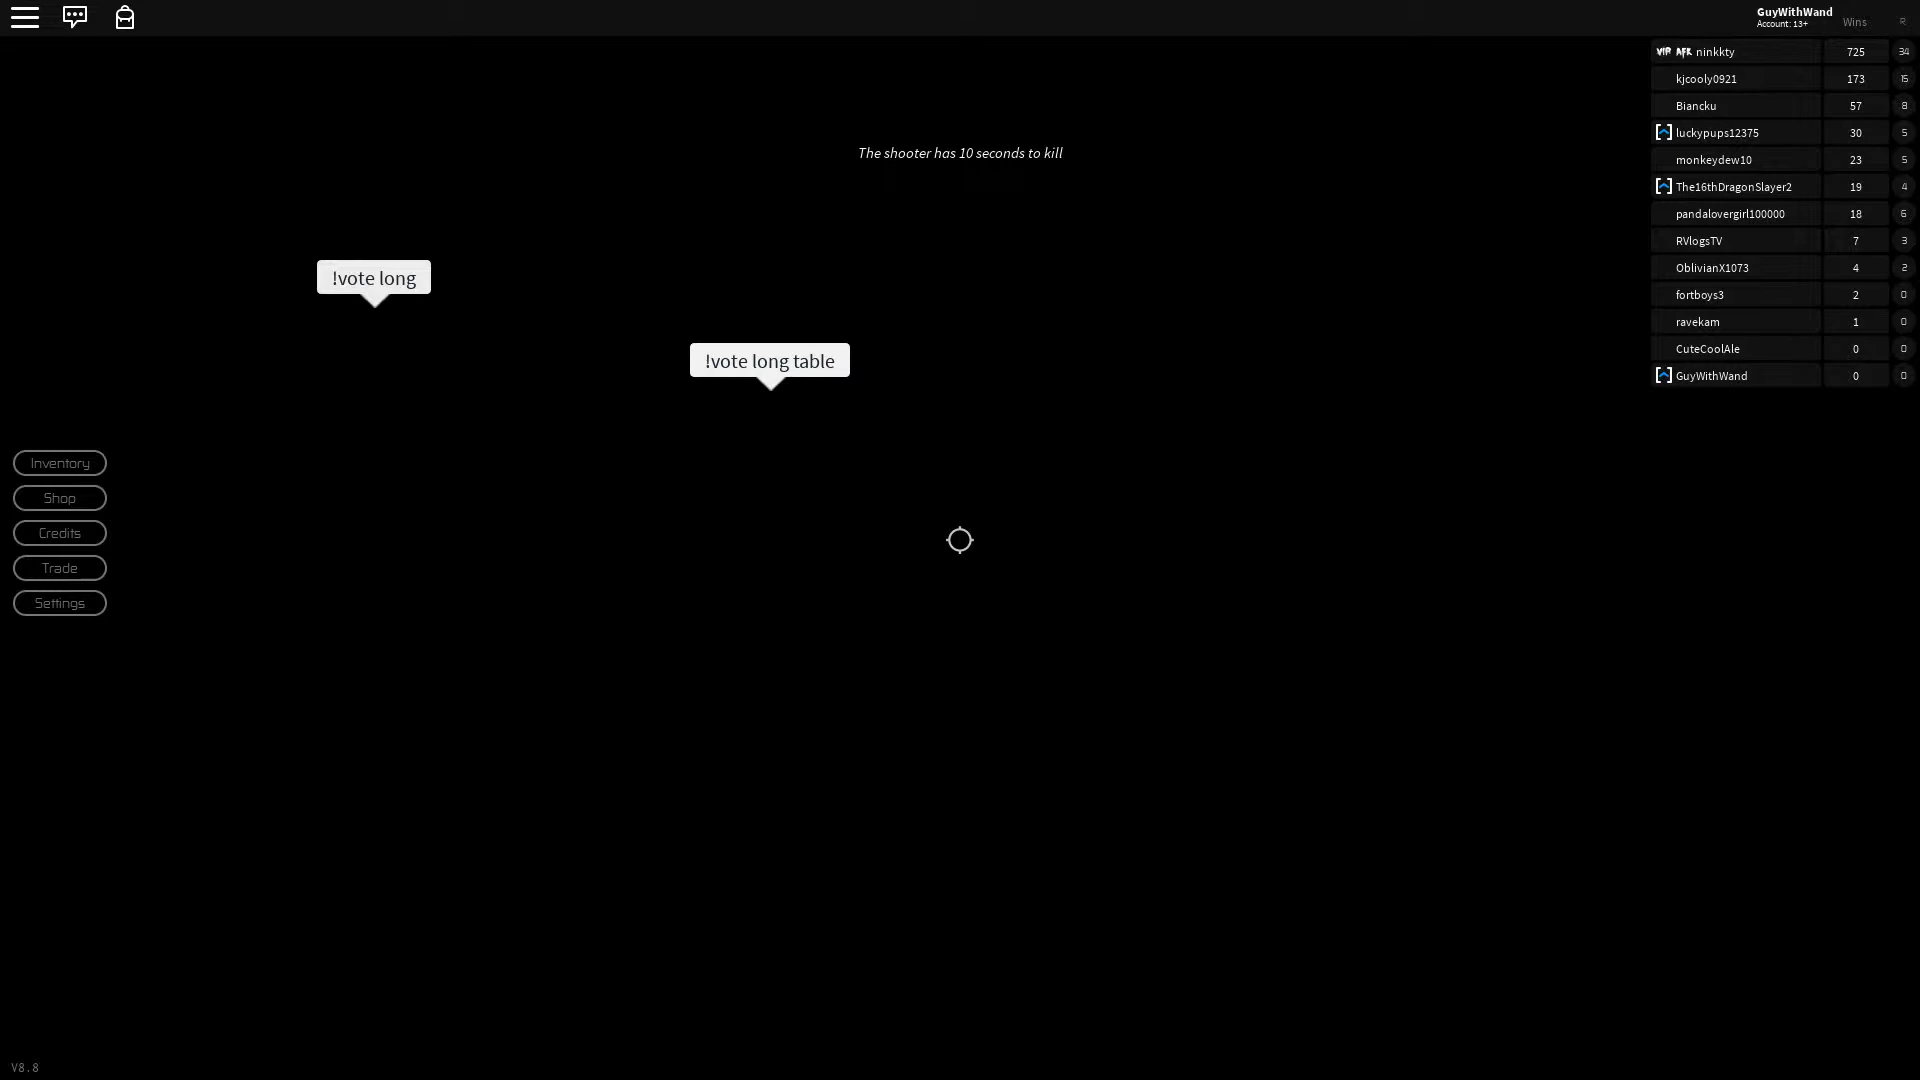 GuyWithWand
Account: 13+
Wins
R
VIP AFK ninkkty 725 34
kjcooly0921 173 15
Biancku 57 8
luckypups12375 30 5
monkeydew10 23 5
The16thDragonSlayer2 19 4
pandalovergirl100000 18 6
RVlogsTV 7 3
OblivianX1073 4 2
fortboys3 2 0
ravekam 1 0
CuteCoolAle 0 0
GuyWithWand 0 0
The shooter has 10 seconds to kill
!vote long
!vote long table
Inventory
Shop
Credits
Trade
Settings
V8.8